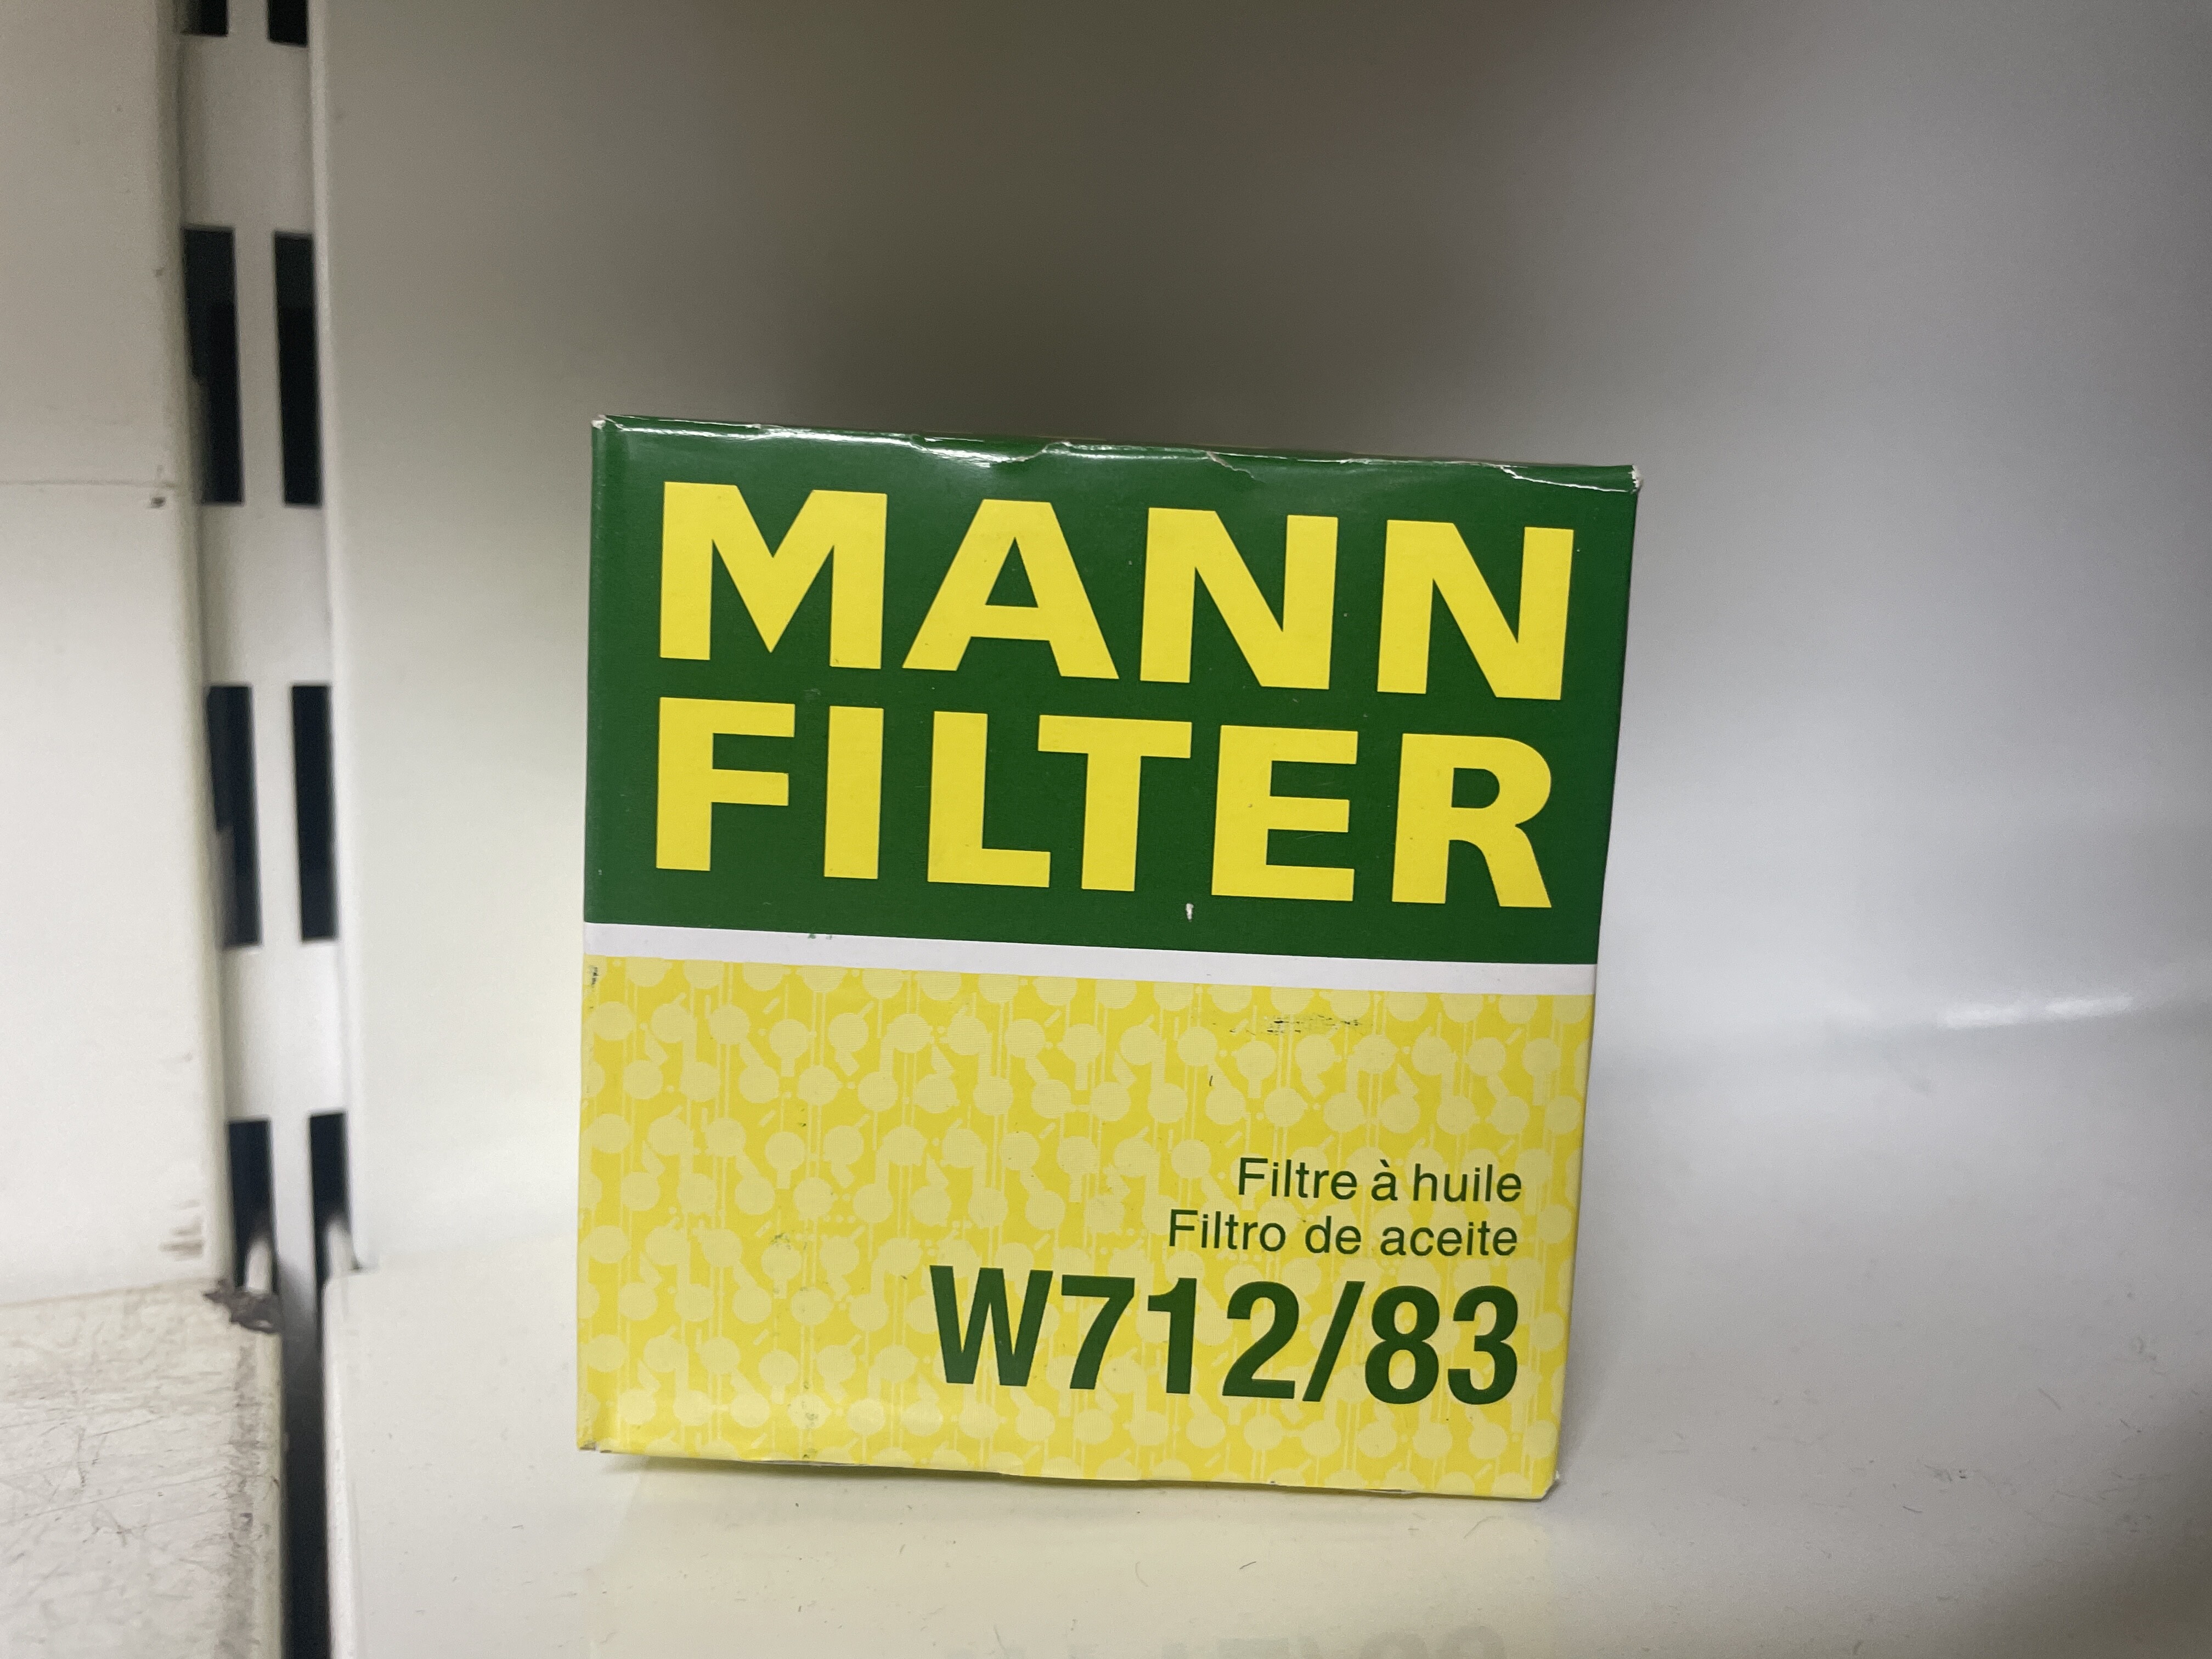 MANN
FILTER
Filtre à huile
Filtro de aceite
W712/83